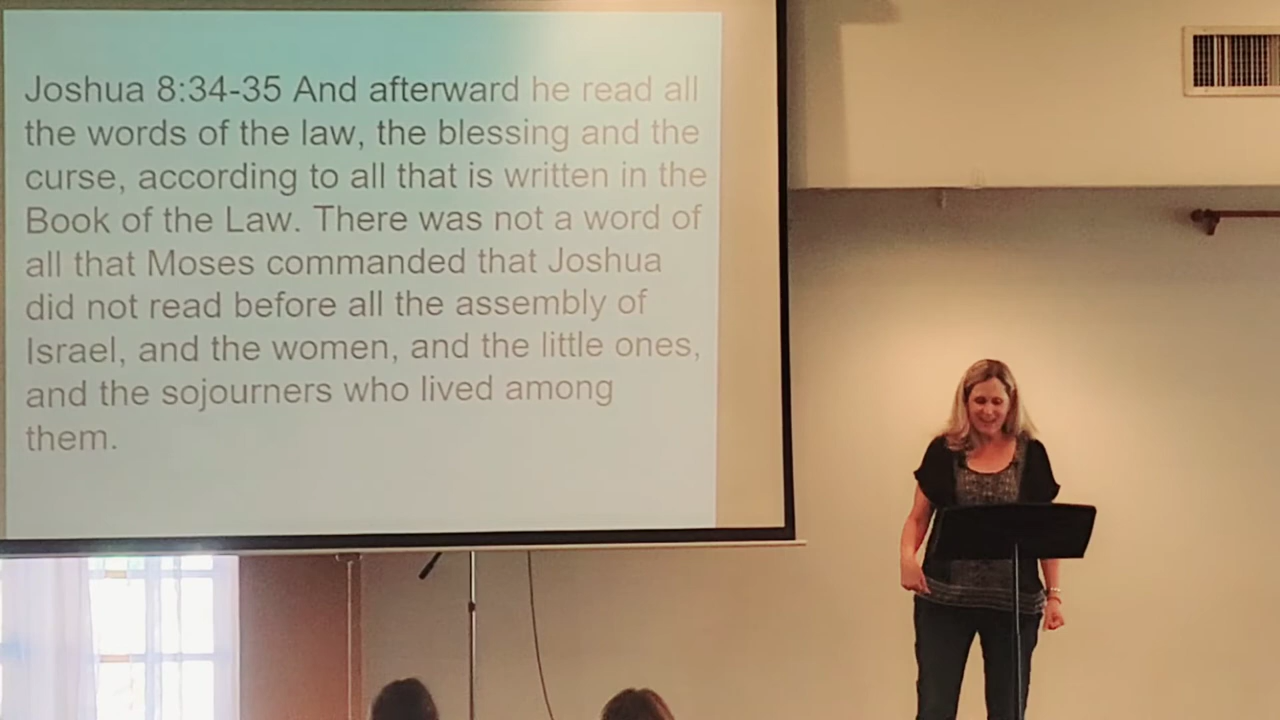 Joshua 8:34-35 And afterward he read all
the words of the law, the blessing and the
curse, according to all that is written in the
Book of the Law. There was not a word of
all that Moses commanded that Joshua
did not read before all the assembly of
Israel, and the women, and the little ones,
and the sojourners who lived among
them.